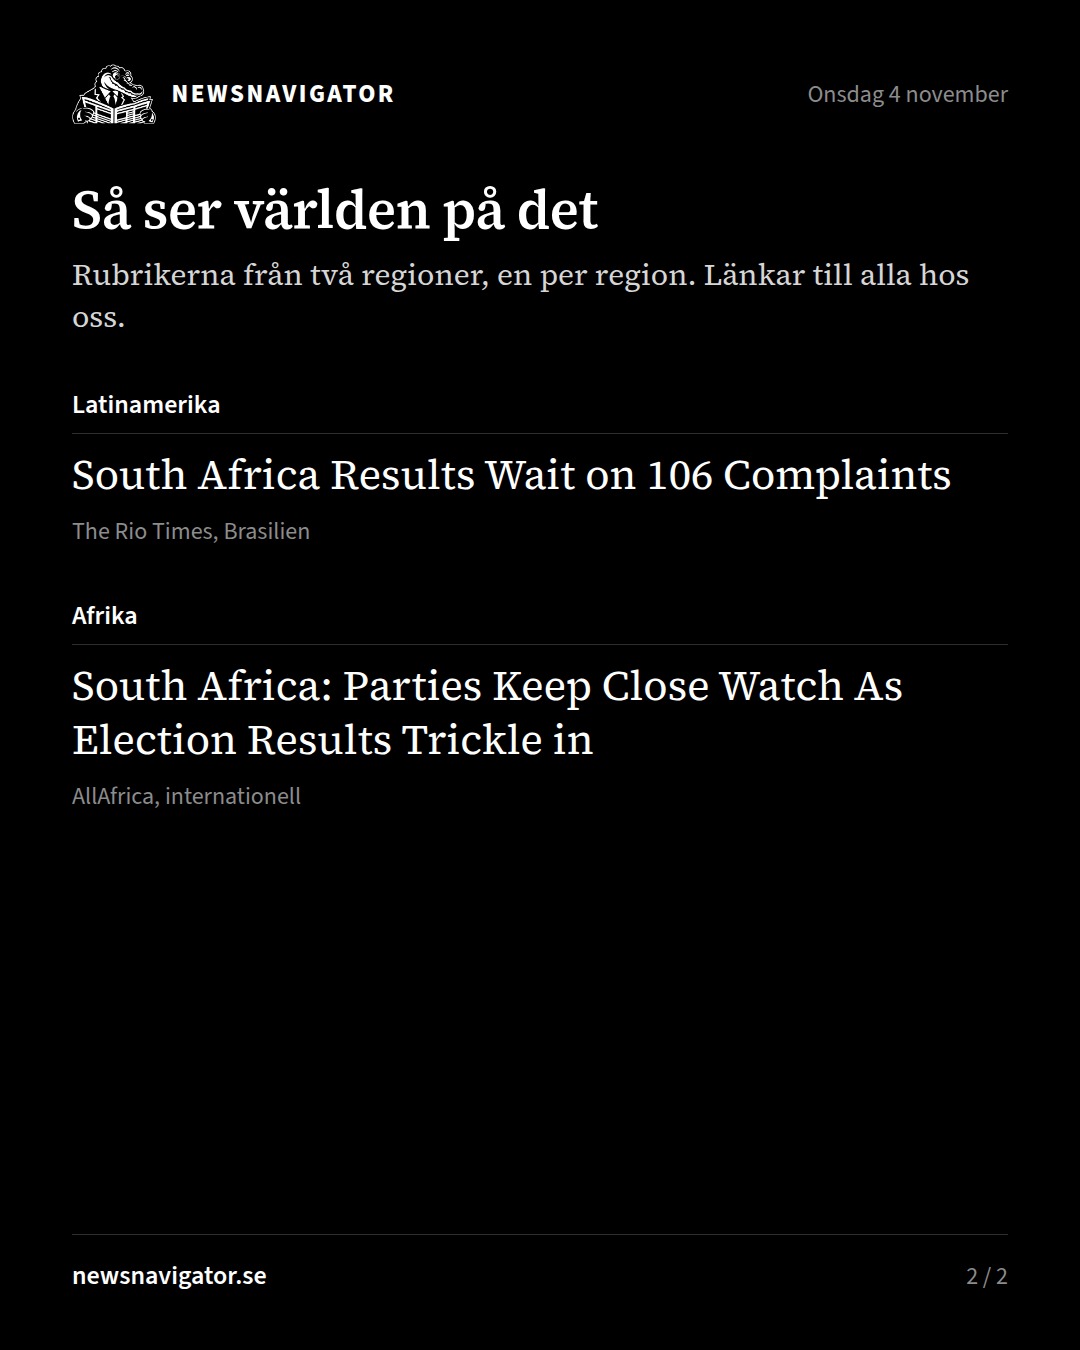 NEWSNAVIGATOR
Onsdag 4 november
Så ser världen på det
Rubrikerna från två regioner, en per region. Länkar till alla hos
oss.
Latinamerika
South Africa Results Wait on 106 Complaints
The Rio Times, Brasilien
Afrika
South Africa: Parties Keep Close Watch As
Election Results Trickle in
AllAfrica, internationell
newsnavigator.se
2 / 2